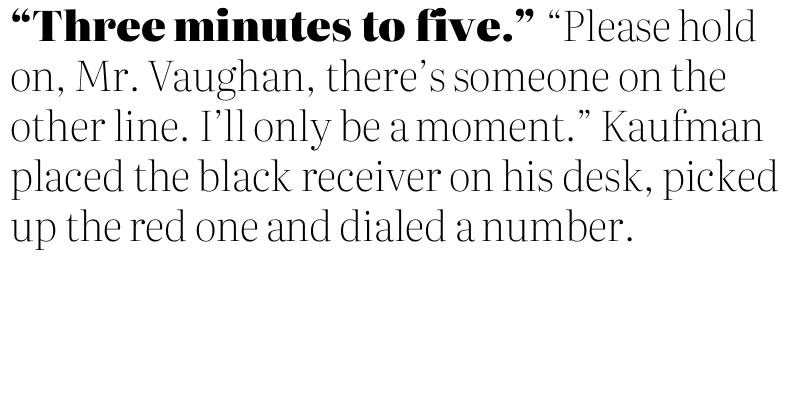 “Three minutes to five.” “Please hold
on, Mr. Vaughan, there’s someone on the
other line. I’ll only be a moment.” Kaufman
placed the black receiver on his desk, picked
up the red one and dialed a number.